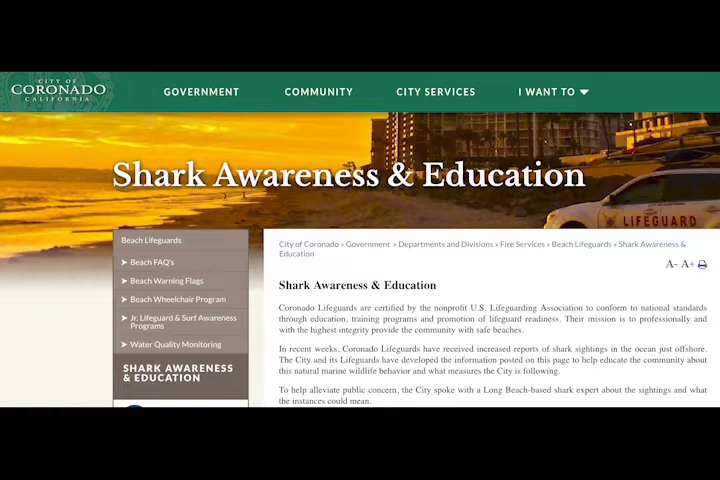 CITY OF
CORONADO
CALIFORNIA
GOVERNMENT
COMMUNITY
CITY SERVICES
I WANT TO
Shark Awareness & Education
LIFEGUARD
Beach Lifeguards
Beach FAQ's
Beach Warning Flags
Beach Wheelchair Program
Jr. Lifeguard & Surf Awareness
Programs
Water Quality Monitoring
SHARK AWARENESS
& EDUCATION
City of Coronado » Government » Departments and Divisions » Fire Services » Beach Lifeguards » Shark Awareness &
Education
A- A+
Shark Awareness & Education
Coronado Lifeguards are certified by the nonprofit U.S. Lifeguarding Association to conform to national standards
through education, training programs and promotion of lifeguard readiness. Their mission is to professionally and
with the highest integrity provide the community with safe beaches.
In recent weeks, Coronado Lifeguards have received increased reports of shark sightings in the ocean just offshore.
The City and its Lifeguards have developed the information posted on this page to help educate the community about
this natural marine wildlife behavior and what measures the City is following.
To help alleviate public concern, the City spoke with a Long Beach-based shark expert about the sightings and what
the instances could mean.